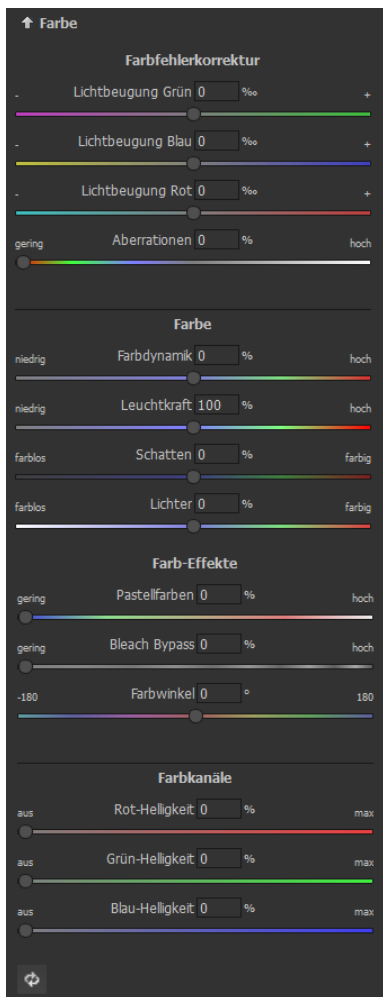 Farbe
Farbfehlerkorrektur
- Lichtbeugung Grün 0 ‰ +
- Lichtbeugung Blau 0 ‰ +
- Lichtbeugung Rot 0 ‰ +
gering Aberrationen 0 % hoch
Farbe
niedrig Farbdynamik 0 % hoch
niedrig Leuchtkraft 100 % hoch
farblos Schatten 0 % farbig
farblos Lichter 0 % farbig
Farb-Effekte
gering Pastellfarben 0 % hoch
gering Bleach Bypass 0 % hoch
-180 Farbwinkel 0 ° 180
Farbkanäle
aus Rot-Helligkeit 0 % max
aus Grün-Helligkeit 0 % max
aus Blau-Helligkeit 0 % max